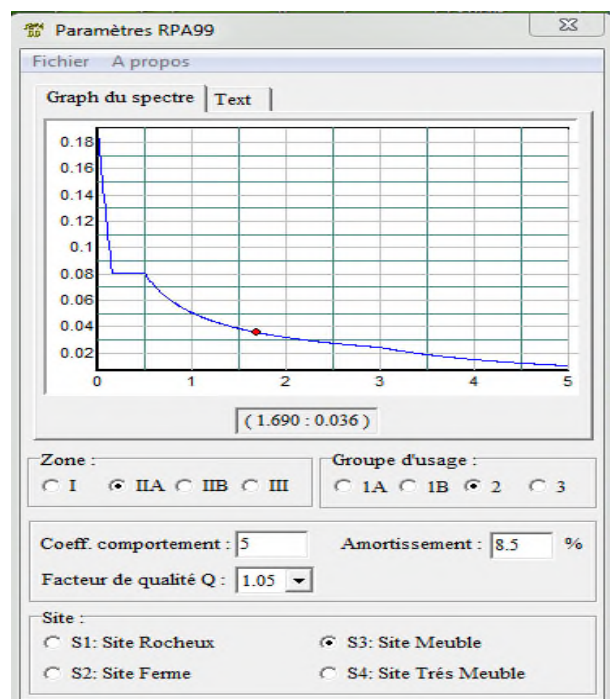 Paramètres RPA99
Fichier A propos
Graph du spectre Text
0.18
0.16
0.14
0.12
0.1
0.08
0.06
0.04
0.02
0 1 2 3 4 5
( 1.690 : 0.036 )
Zone : Groupe d'usage :
I IIA IIB III 1A 1B 2 3
Coeff. comportement : 5 Amortissement : 8.5 %
Facteur de qualité Q : 1.05
Site :
S1: Site Rocheux S3: Site Meuble
S2: Site Ferme S4: Site Trés Meuble